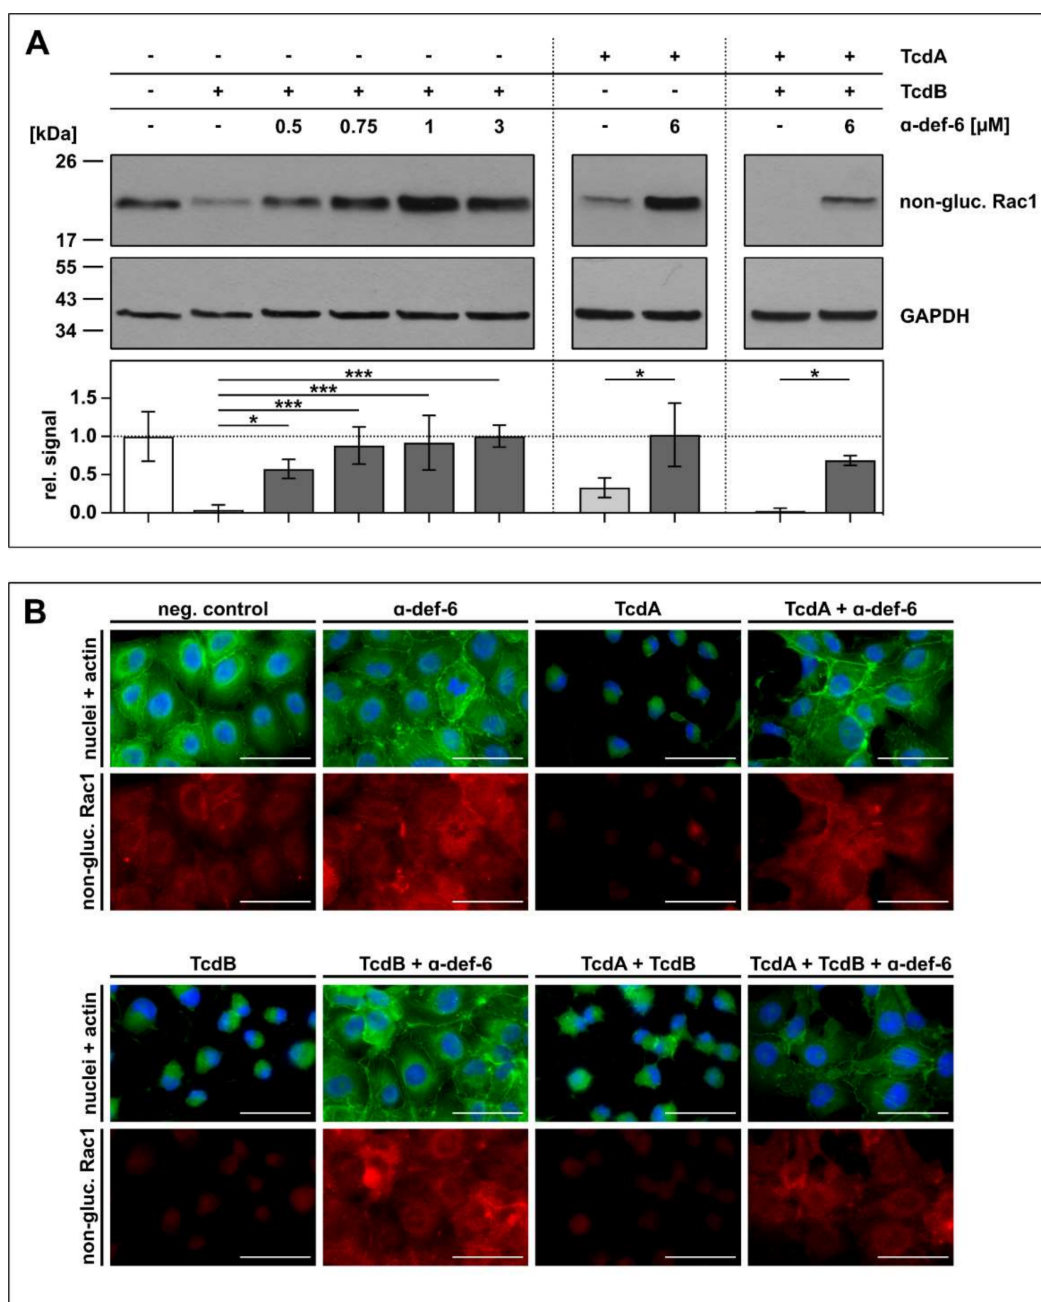 A
- - - - - - + + + + TcdA
- + + + + + - - + + TcdB
[kDa] - - 0.5 0.75 1 3 - 6 - 6 α-def-6 [µM]
26
non-gluc. Rac1
17
55
43
GAPDH
34
*** * *
1.5 ***
***
*
1.0
rel. signal
0.5
0.0
B
neg. control α-def-6 TcdA TcdA + α-def-6
nuclei + actin
non-gluc. Rac1
TcdB TcdB + α-def-6 TcdA + TcdB TcdA + TcdB + α-def-6
nuclei + actin
non-gluc. Rac1